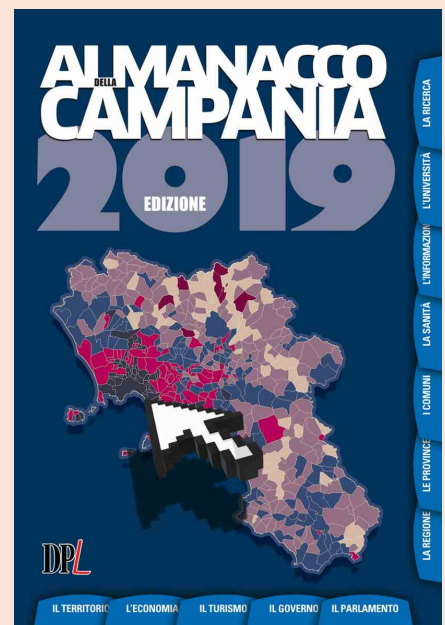 ALMANACCO
DELLA
CAMPANIA
2019
EDIZIONE
LA RICERCA
L'UNIVERSITÀ
L'INFORMAZION
LA SANITÀ
I COMUNI
LE PROVINCE
LA REGIONE
DPL
IL TERRITORIO
L'ECONOMIA
IL TURISMO
IL GOVERNO
IL PARLAMENTO